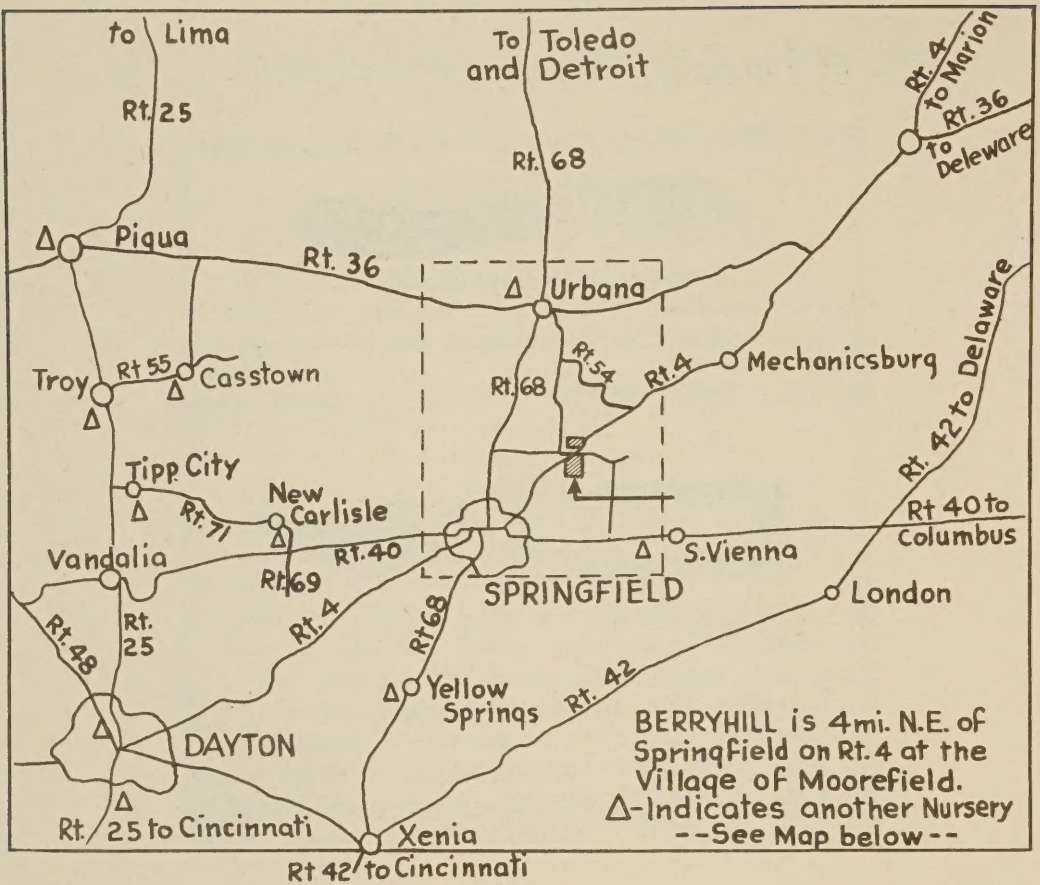 to Lima
To Toledo
and Detroit
Rt. 4
to Marion
Rt. 25
Rt. 36
to
Deleware
Rt. 68
Piqua
Rt. 36
Urbana
Rt. 42 to Delaware
Rt 55
Casstown
Troy
Rt. 68
Rt. 54
Rt. 4
Mechanicsburg
Tipp City
Rt. 71
New
Carlisle
Rt 40 to
Columbus
Vandalia
Rt. 40
Rt. 69
S. Vienna
SPRINGFIELD
London
Rt. 48
Rt.
25
Rt. 4
Rt 68
Yellow
Springs
Rt. 42
DAYTON
BERRYHILL is 4mi. N.E. of
Springfield on Rt. 4 at the
Village of Moorefield.
Δ-Indicates another Nursery
--See Map below--
Rt. 25 to Cincinnati
Xenia
Rt 42 to Cincinnati